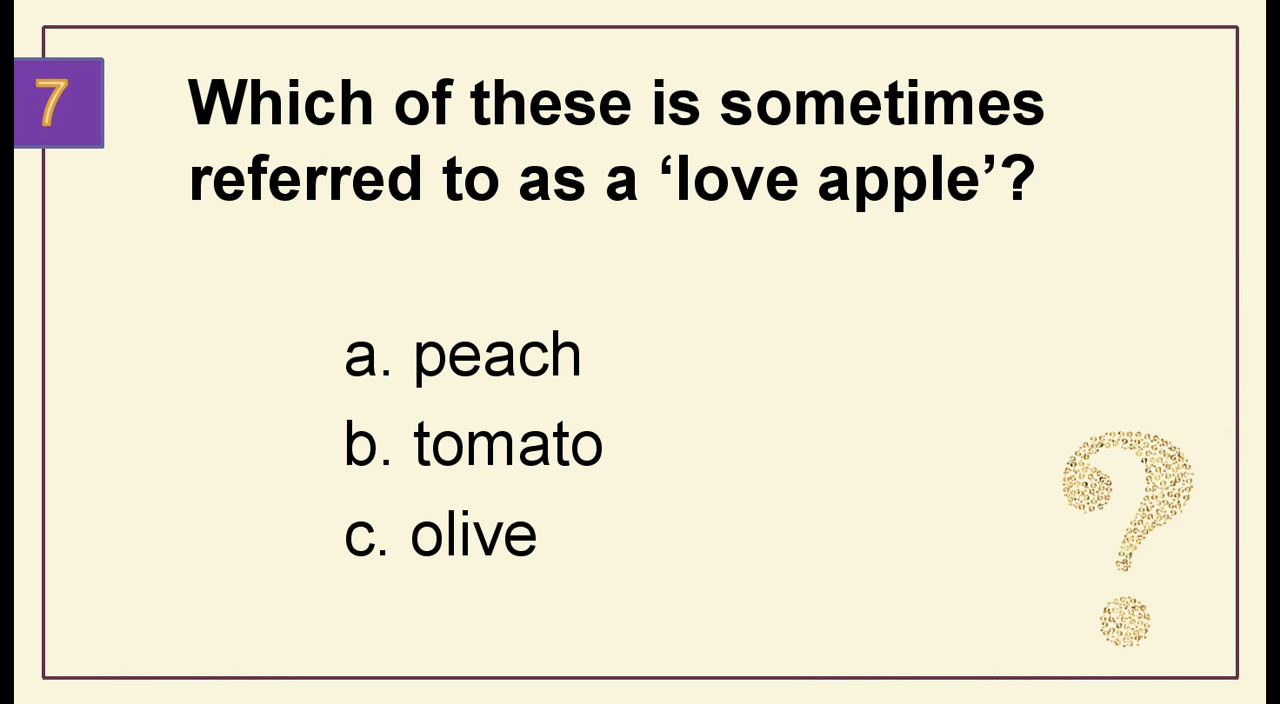 7
Which of these is sometimes
referred to as a ‘love apple’?
a. peach
b. tomato
c. olive